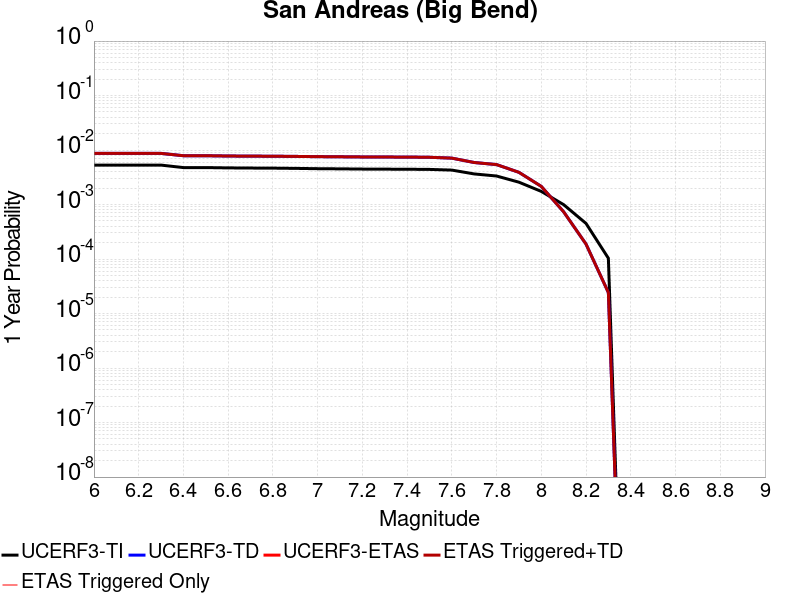 San Andreas (Big Bend)
10^0
10^-1
10^-2
10^-3
10^-4
10^-5
10^-6
10^-7
10^-8
1 Year Probability
6 6.2 6.4 6.6 6.8 7 7.2 7.4 7.6 7.8 8 8.2 8.4 8.6 8.8 9
Magnitude
UCERF3-TI UCERF3-TD UCERF3-ETAS ETAS Triggered+TD
ETAS Triggered Only